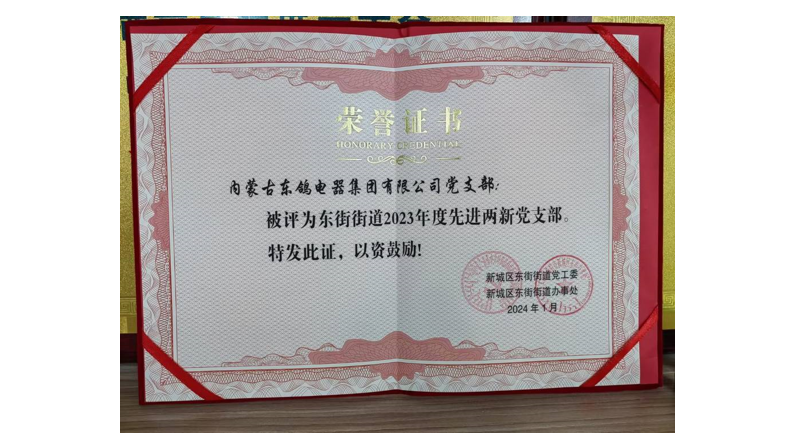 荣誉证书
HONORARY CREDENTIAL
内蒙古东鸽电器集团有限公司党支部:
被评为东街街道2023年度先进两新党支部。
特发此证，以资鼓励!
新城区东街街道党工委
新城区东街街道办事处
2024年1月